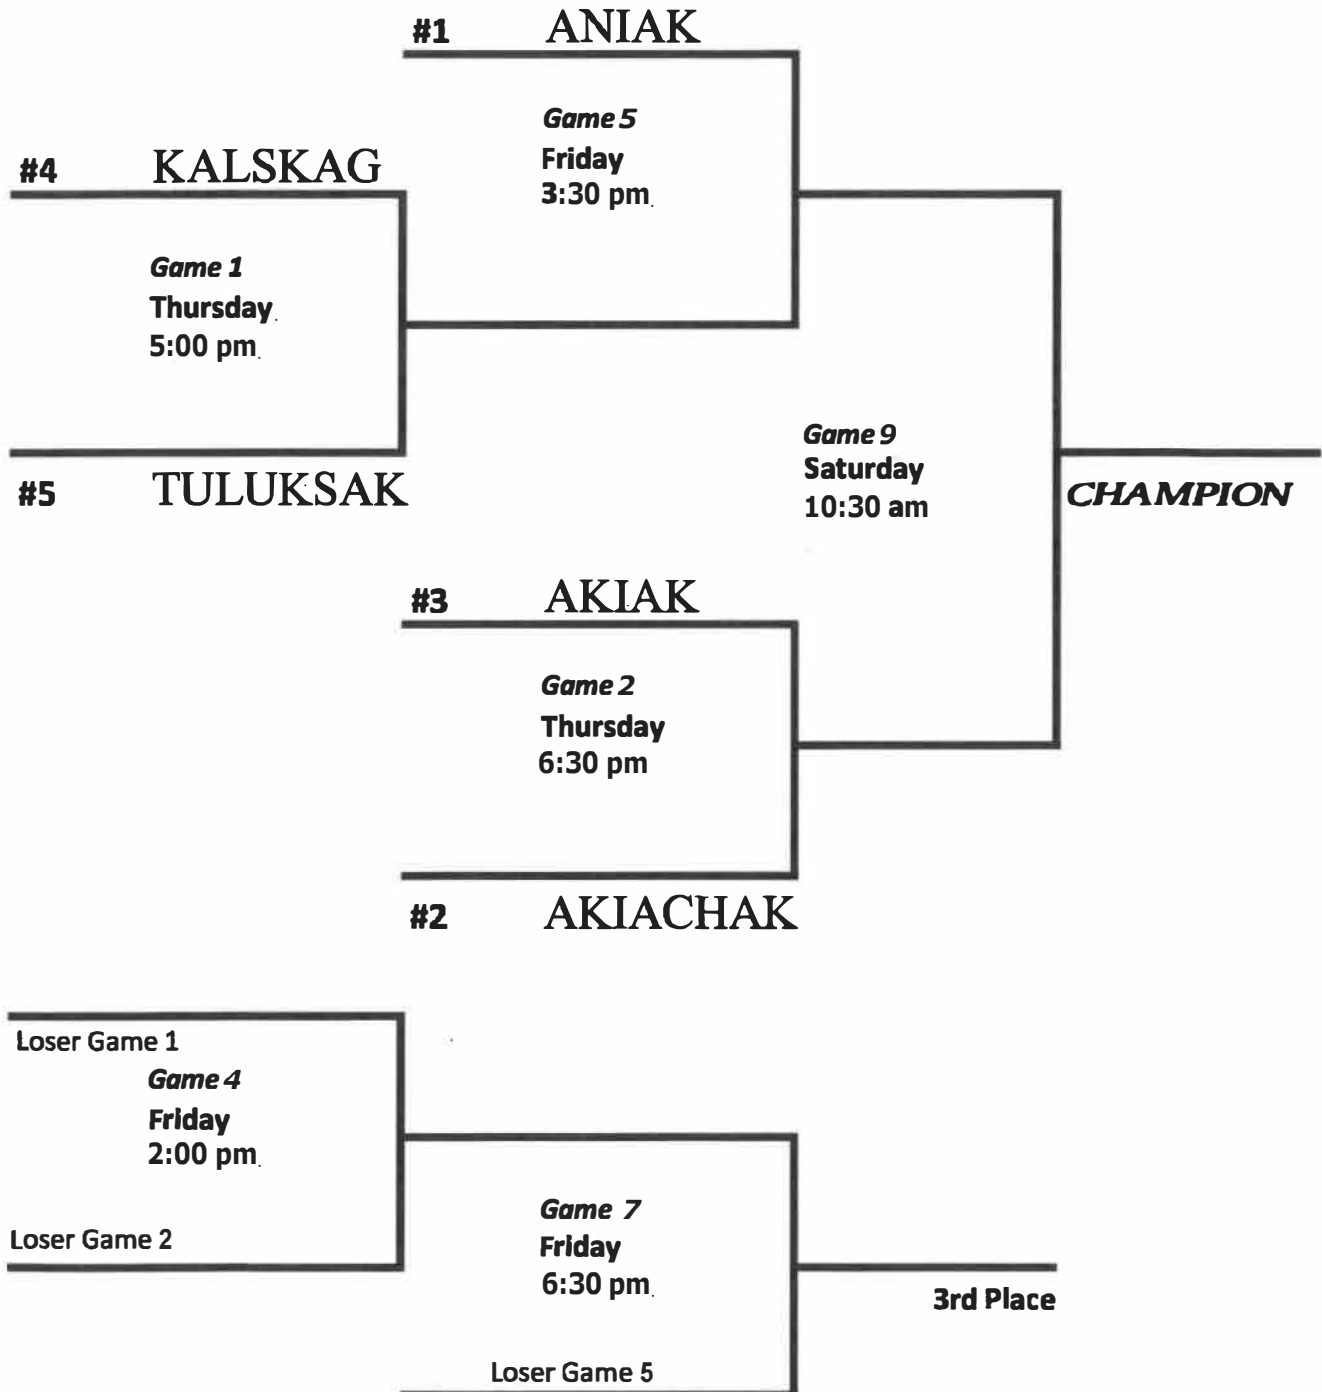 #1 ANIAK
Game 5
Friday
3:30 pm.
#4 KALSKAG
Game 1
Thursday.
5:00 pm.
#5 TULUKSAK
Game 9
Saturday
10:30 am
CHAMPION
#3 AKIAK
Game 2
Thursday
6:30 pm
#2 AKIACHAK
Loser Game 1
Game 4
Friday
2:00 pm.
Loser Game 2
Game 7
Friday
6:30 pm.
3rd Place
Loser Game 5